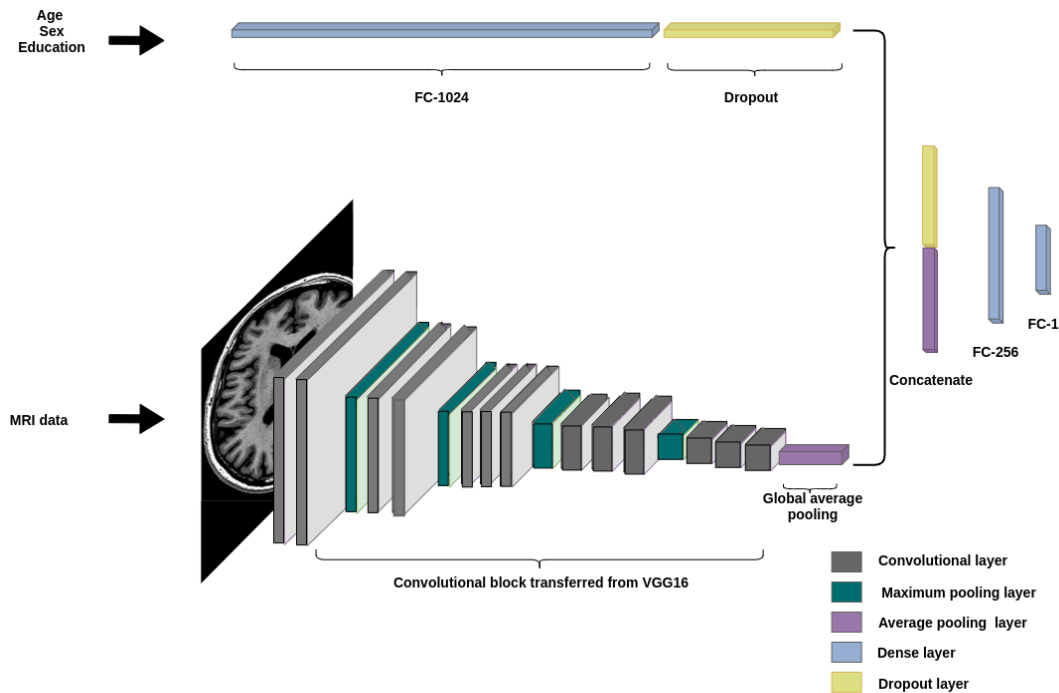 Age
Sex
Education
FC-1024
Dropout
MRI data
Concatenate
FC-256
FC-1
Global average
pooling
Convolutional block transferred from VGG16
Convolutional layer
Maximum pooling layer
Average pooling layer
Dense layer
Dropout layer